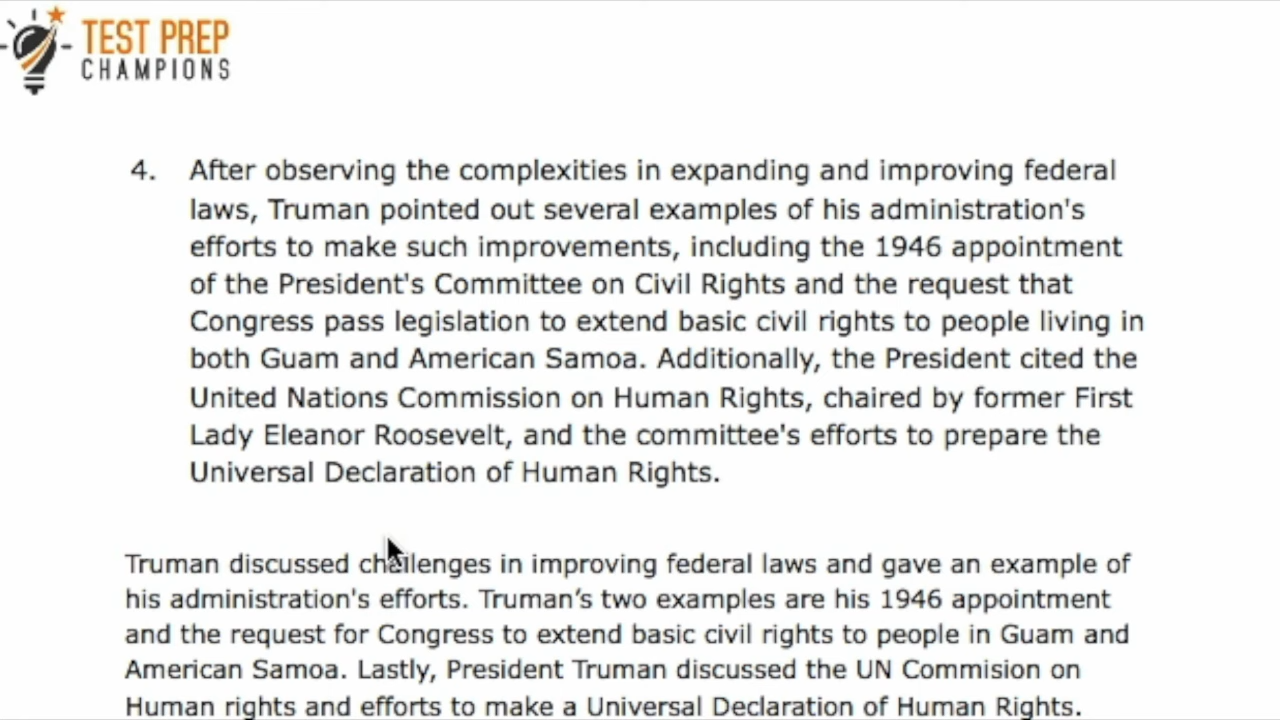 TEST PREP
CHAMPIONS
4. After observing the complexities in expanding and improving federal
laws, Truman pointed out several examples of his administration's
efforts to make such improvements, including the 1946 appointment
of the President's Committee on Civil Rights and the request that
Congress pass legislation to extend basic civil rights to people living in
both Guam and American Samoa. Additionally, the President cited the
United Nations Commission on Human Rights, chaired by former First
Lady Eleanor Roosevelt, and the committee's efforts to prepare the
Universal Declaration of Human Rights.
Truman discussed challenges in improving federal laws and gave an example of
his administration's efforts. Truman’s two examples are his 1946 appointment
and the request for Congress to extend basic civil rights to people in Guam and
American Samoa. Lastly, President Truman discussed the UN Commision on
Human rights and efforts to make a Universal Declaration of Human Rights.